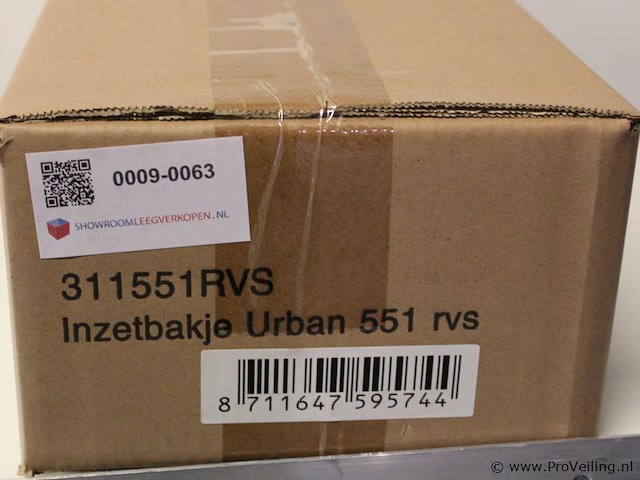 0009-0063
SHOWROOMLEEGVERKOPEN.NL
311551RVS
Inzetbakje Urban 551 rvs
8 711647 595744
© www.ProVeiling.nl